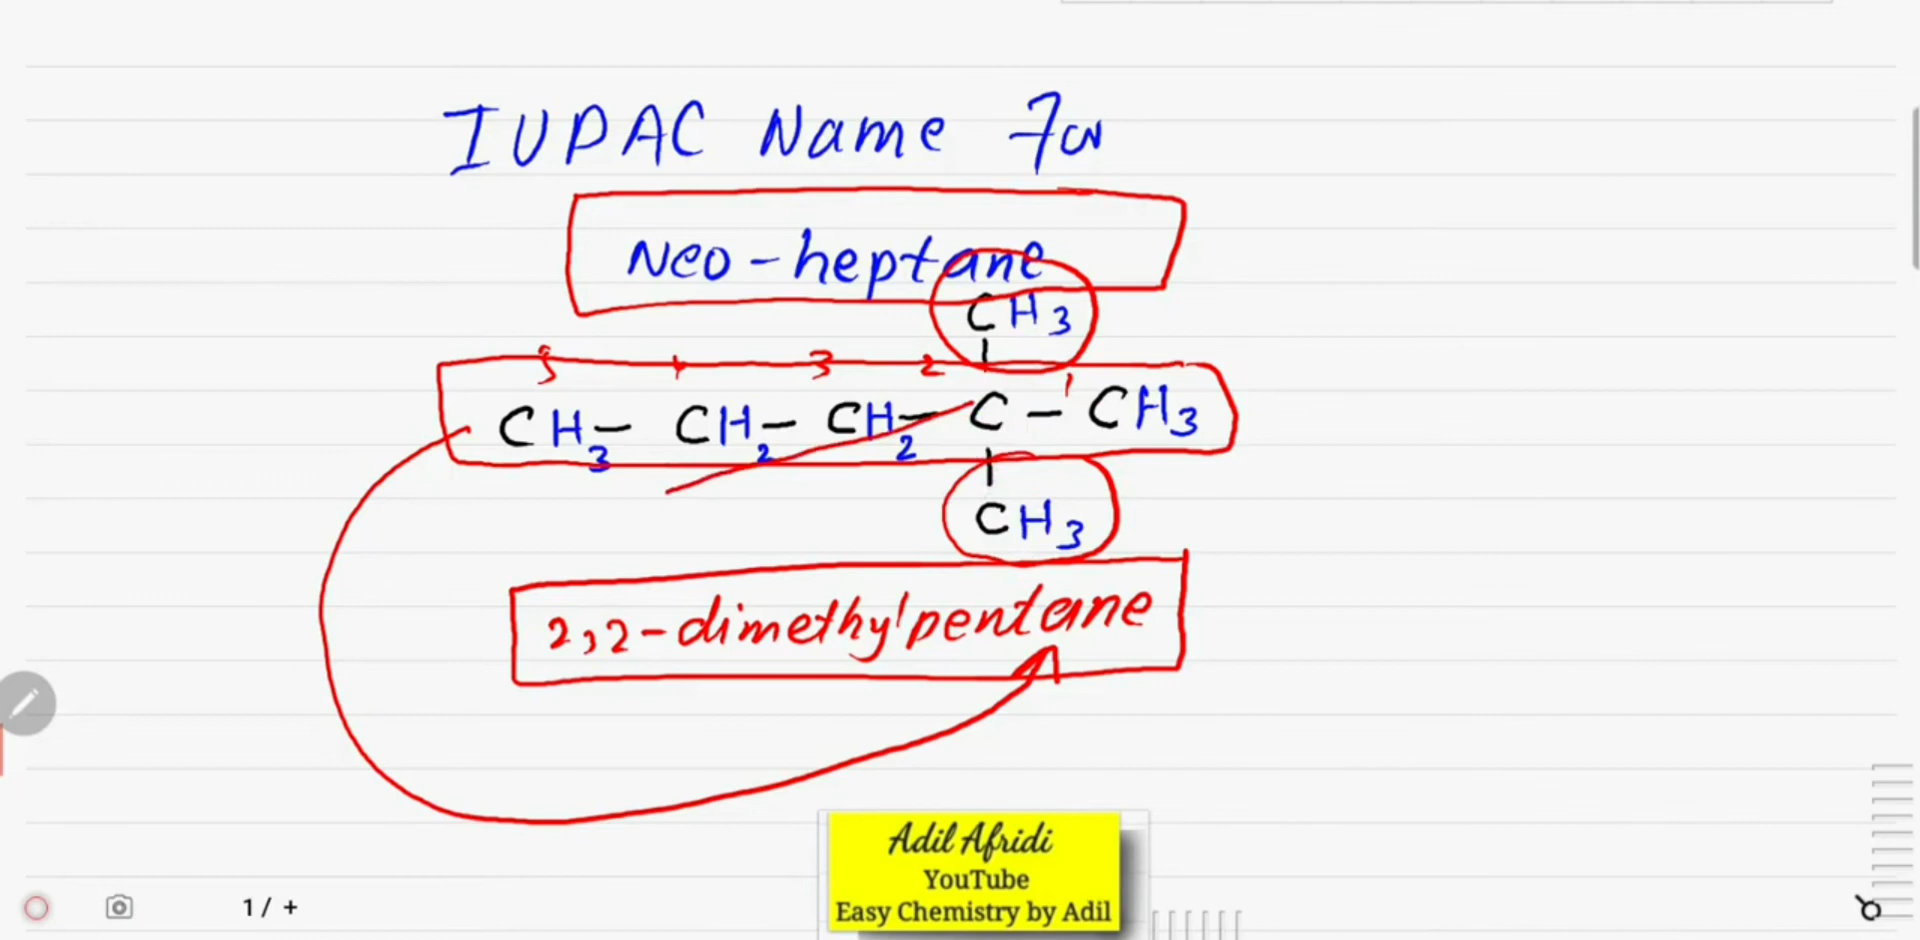 IUPAC Name For
Neo-heptane
CH3
5 4 3 2 1
CH3- CH2- CH2- C - CH3
CH3
2,2-dimethylpentane
Adil Afridi
YouTube
Easy Chemistry by Adil
1 / +